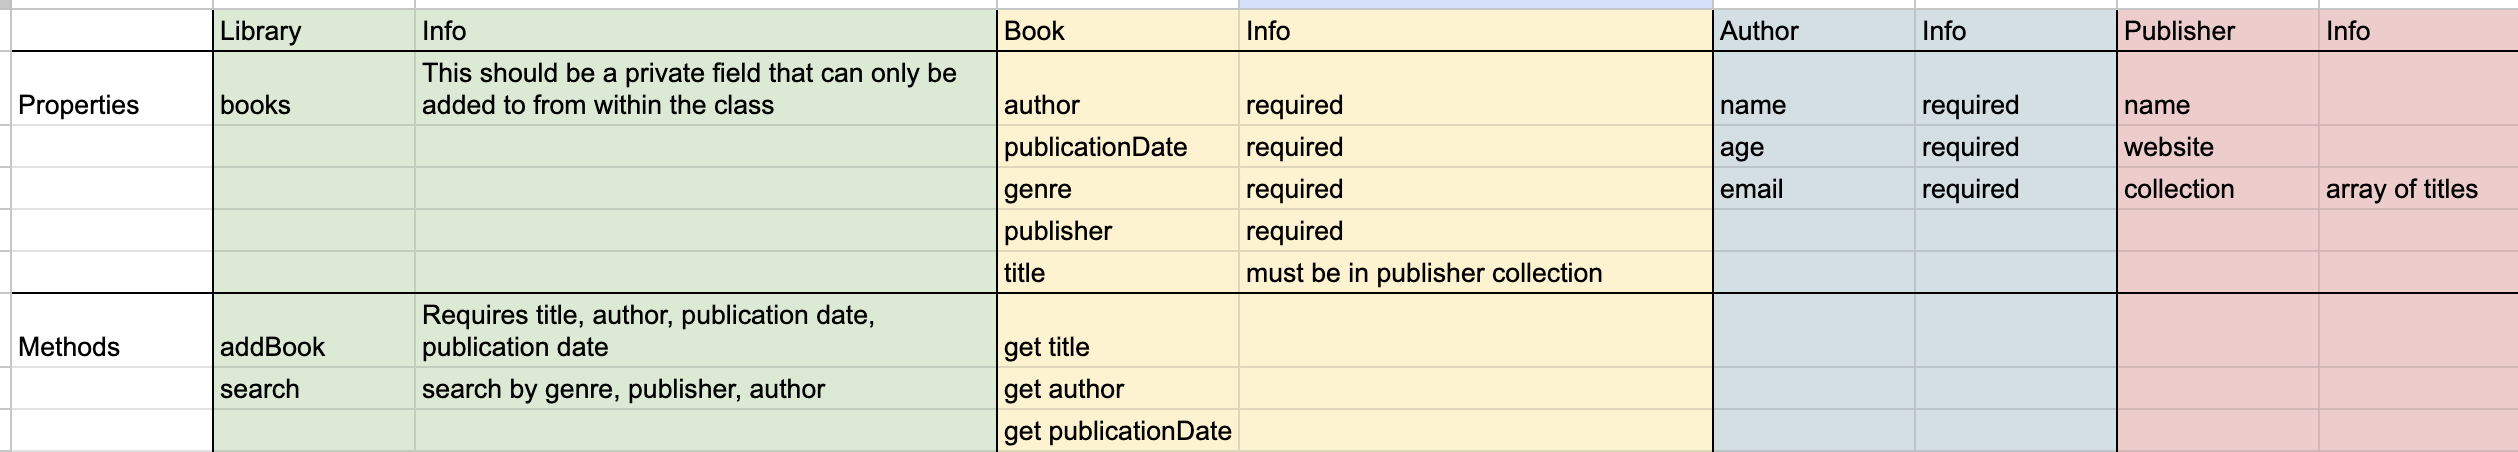 Library Info Book Info Author Info Publisher Info
This should be a private field that can only be
Properties books added to from within the class author required name required name
publicationDate required age required website
genre required email required collection array of titles
publisher required
title must be in publisher collection
Requires title, author, publication date,
Methods addBook publication date get title
search search by genre, publisher, author get author
get publicationDate